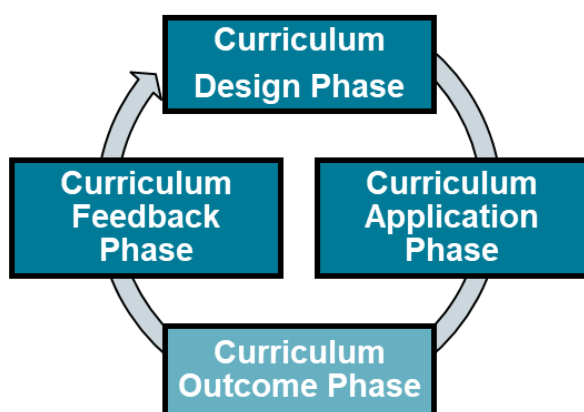 Curriculum
Design Phase
Curriculum
Feedback
Phase
Curriculum
Application
Phase
Curriculum
Outcome Phase